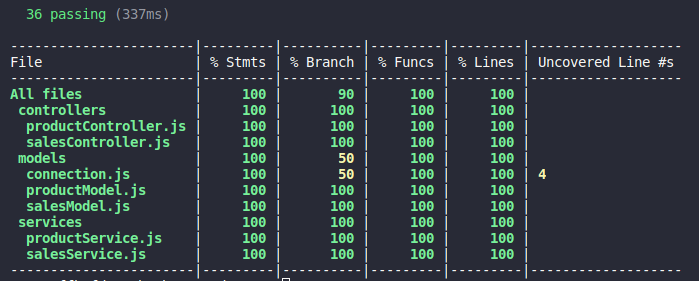 36 passing (337ms)
------------------------|---------|----------|---------|---------|-------------------
File | % Stmts | % Branch | % Funcs | % Lines | Uncovered Line #s
------------------------|---------|----------|---------|---------|-------------------
All files | 100 | 90 | 100 | 100 |
controllers | 100 | 100 | 100 | 100 |
productController.js | 100 | 100 | 100 | 100 |
salesController.js | 100 | 100 | 100 | 100 |
models | 100 | 50 | 100 | 100 |
connection.js | 100 | 50 | 100 | 100 | 4
productModel.js | 100 | 100 | 100 | 100 |
salesModel.js | 100 | 100 | 100 | 100 |
services | 100 | 100 | 100 | 100 |
productService.js | 100 | 100 | 100 | 100 |
salesService.js | 100 | 100 | 100 | 100 |
------------------------|---------|----------|---------|---------|-------------------